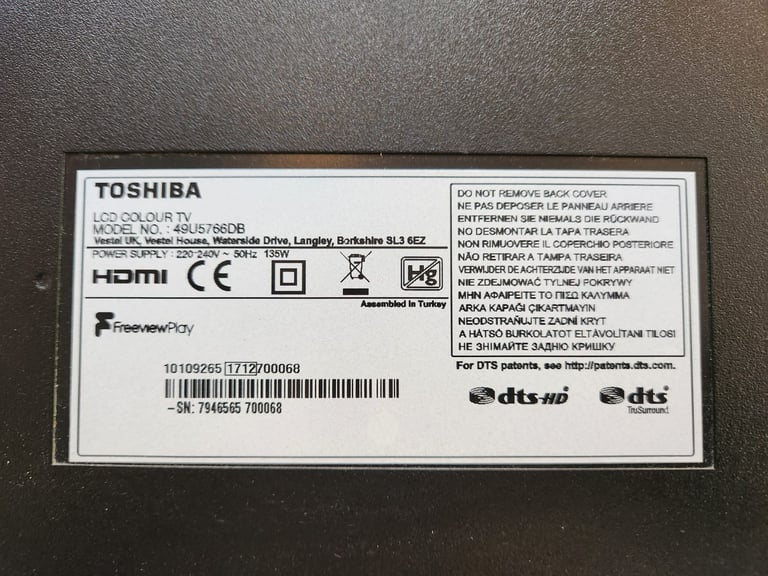 TOSHIBA
LCD COLOUR TV
MODEL NO. : 49U5766DB
Vestel UK, Vestel House, Waterside Drive, Langley, Borkshire SL3 6EZ
POWER SUPPLY : 220-240V ~ 50Hz 135W
HDMI CE Hg
Assembled in Turkey
FreeviewPlay
10109265 1712700068
-SN: 7946565 700068
DO NOT REMOVE BACK COVER
NE PAS DEPOSER LE PANNEAU ARRIERE
ENTFERNEN SIE NIEMALS DIE RÜCKWAND
NO DESMONTAR LA TAPA TRASERA
NON RIMUOVERE IL COPERCHIO POSTERIORE
NÃO RETIRAR A TAMPA TRASEIRA
VERWIJDER DE ACHTERZIJDE VAN HET APPARAAT NIET
NIE ZDEJMOWAĆ TYLNEJ POKRYWY
ΜΗΝ ΑΦΑΙΡΕΙΤΕ ΤΟ ΠΙΣΩ ΚΑΛΥΜΜΑ
ARKA KAPAĞI ÇIKARTMAYIN
NEODSTRAŇUJTE ZADNÍ KRYT
A HÁTSÓ BURKOLATOT ELTÁVOLÍTANI TILOS!
НЕ ЗНИМАЙТЕ ЗАДНЮ КРИШКУ
For DTS patents, see http://patents.dts.com.
dts-HD dts
TruSurround